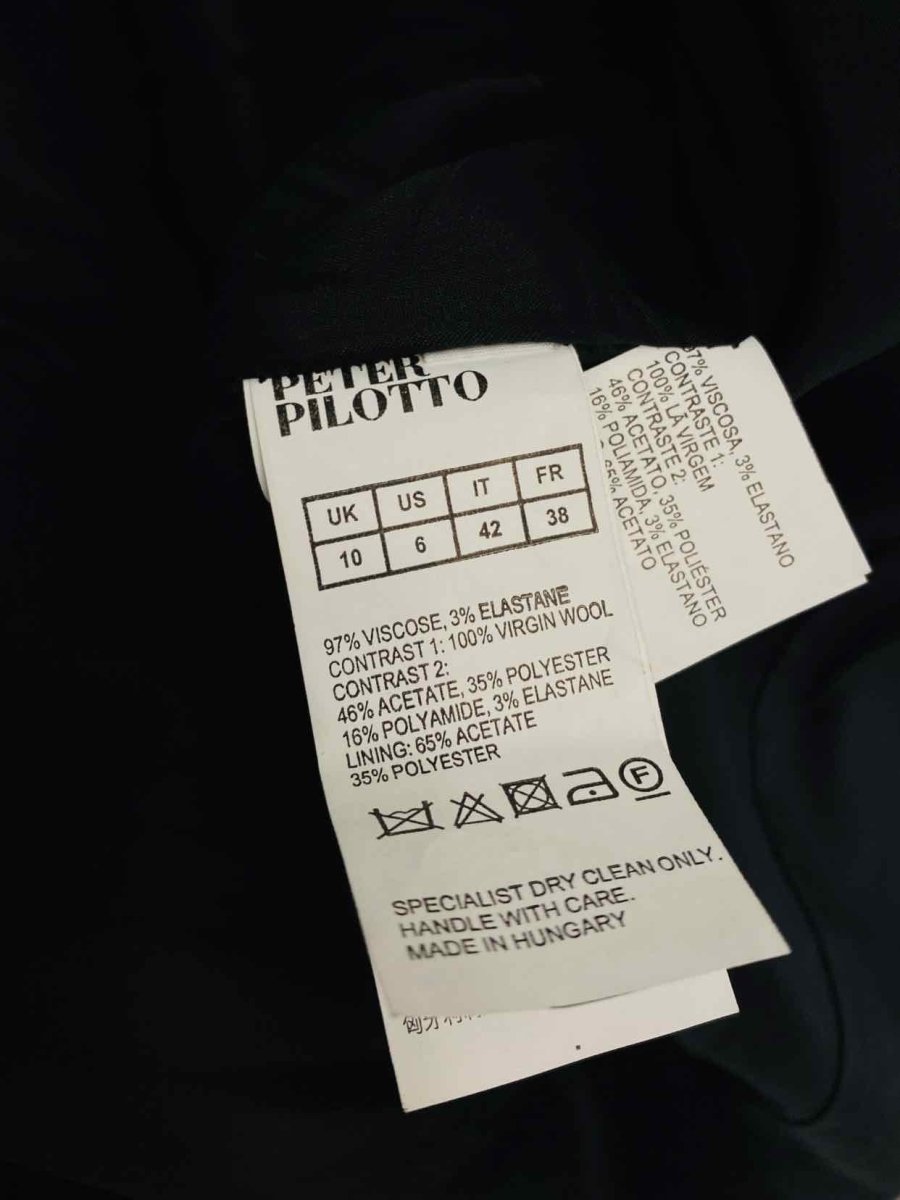 PETER
PILOTTO
UK US IT FR
10 6 42 38
97% VISCOSE, 3% ELASTANE
CONTRAST 1: 100% VIRGIN WOOL
CONTRAST 2:
46% ACETATE, 35% POLYESTER
16% POLYAMIDE, 3% ELASTANE
LINING: 65% ACETATE
35% POLYESTER
F
SPECIALIST DRY CLEAN ONLY.
HANDLE WITH CARE.
MADE IN HUNGARY
97% VISCOSA, 3% ELASTANO
CONTRASTE 1:
100% LÃ VIRGEM
CONTRASTE 2:
46% ACETATO, 35% POLIÉSTER
16% POLIAMIDA, 3% ELASTANO
65% ACETATO